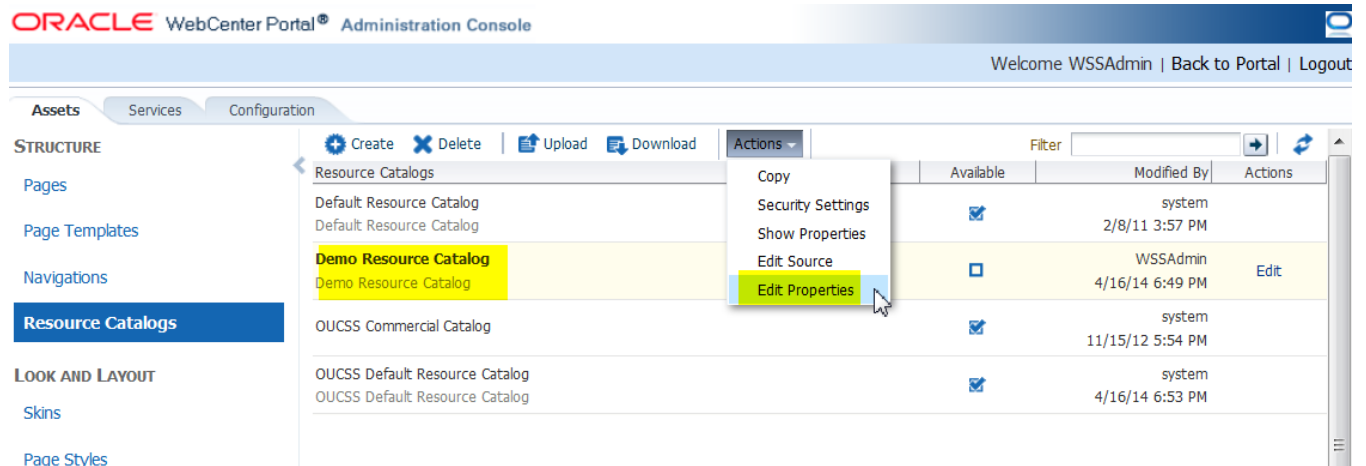 ORACLE WebCenter Portal® Administration Console
Welcome WSSAdmin | Back to Portal | Logout
Assets Services Configuration
STRUCTURE
Pages
Page Templates
Navigations
Resource Catalogs
LOOK AND LAYOUT
Skins
Page Styles
Create Delete Upload Download Actions Filter
Resource Catalogs Available Modified By Actions
Default Resource Catalog system
Default Resource Catalog 2/8/11 3:57 PM
Demo Resource Catalog WSSAdmin
Demo Resource Catalog 4/16/14 6:49 PM Edit
OUCSS Commercial Catalog system
11/15/12 5:54 PM
OUCSS Default Resource Catalog system
OUCSS Default Resource Catalog 4/16/14 6:53 PM
Copy
Security Settings
Show Properties
Edit Source
Edit Properties